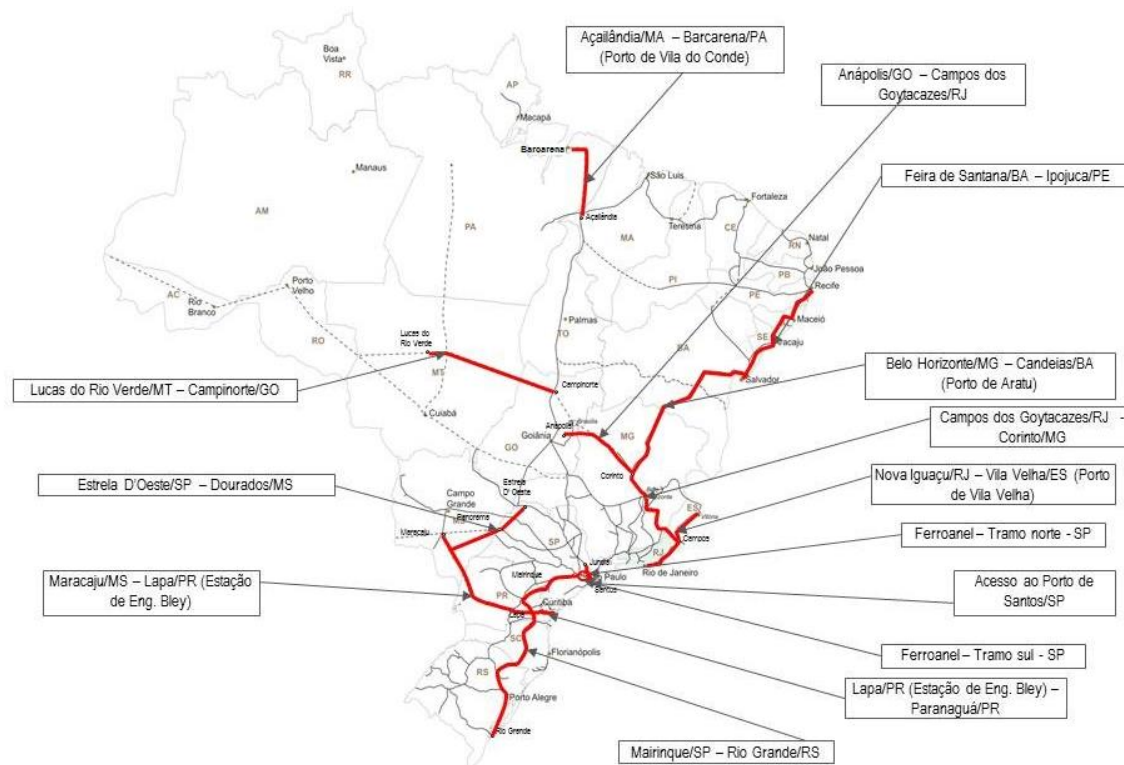 Açailândia/MA – Barcarena/PA
(Porto de Vila do Conde)
Anápolis/GO – Campos dos
Goytacazes/RJ
Feira de Santana/BA – Ipojuca/PE
Belo Horizonte/MG – Candeias/BA
(Porto de Aratu)
Campos dos Goytacazes/RJ –
Corinto/MG
Nova Iguaçu/RJ – Vila Velha/ES (Porto
de Vila Velha)
Ferroanel – Tramo norte - SP
Acesso ao Porto de
Santos/SP
Ferroanel – Tramo sul - SP
Lapa/PR (Estação de Eng. Bley) –
Paranaguá/PR
Mairinque/SP – Rio Grande/RS
Lucas do Rio Verde/MT – Campinorte/GO
Estrela D'Oeste/SP – Dourados/MS
Maracaju/MS – Lapa/PR (Estação
de Eng. Bley)
Boa
Vista
RR
AP
Macapá
Baroarena
Manaus
São Luis
Fortaleza
Açailândia
Teresina
AM
PA
MA
CE
RN
Natal
PB
João Pessoa
PI
Recife
PE
Porto
Velho
AC
Rio
Branco
Palmas
Maceió
TO
SE
RO
BA
Lucas do
Rio Verde
MT
Salvador
Campinorte
Cuiabá
Anápolis
Goiânia
MG
GO
Corinto
Estrela
D' Oeste
Campo
Grande
Panorama
ES
Maracaju
Campos
SP
RJ
Jundiaí
Rio de Janeiro
Mairinque
Paulo
Santos
PR
Curitiba
Lapa
SC
Florianópolis
RS
Porto Alegre
Rio Grande